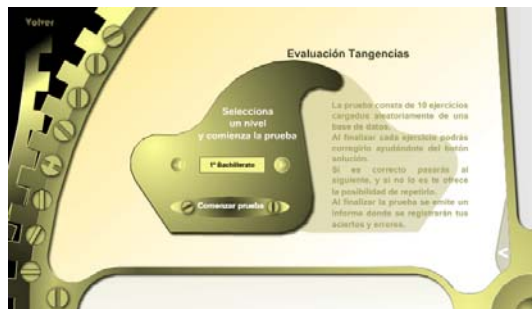 Volver
Evaluación Tangencias
Selecciona
un nivel
y comienza la prueba
1º Bachillerato
Comenzar prueba
La prueba consta de 10 ejercicios
cargados aleatoriamente de una
base de datos.
Al finalizar cada ejercicio podrás
corregirlo ayudándote del botón
solución.
Si es correcto pasarás al
siguiente, y si no lo es te ofrece
la posibilidad de repetirlo.
Al finalizar la prueba se emite un
informe donde se registrarán tus
aciertos y errores.